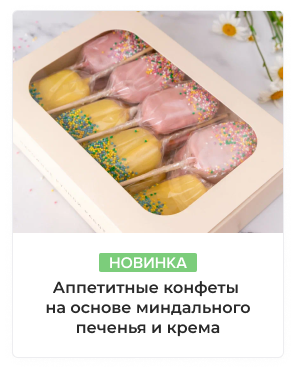 НОВИНКА
Аппетитные конфеты
на основе миндального
печенья и крема